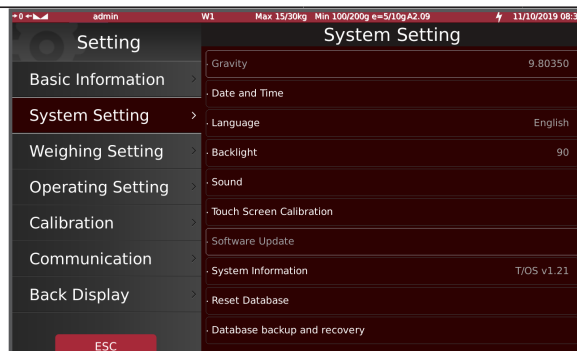 →0← admin W1 Max 15/30kg Min 100/200g e=5/10g A2.09 11/10/2019 08:3
Setting
System Setting
Basic Information
System Setting
Weighing Setting
Operating Setting
Calibration
Communication
Back Display
ESC
· Gravity 9.80350
· Date and Time
· Language English
· Backlight 90
· Sound
· Touch Screen Calibration
· Software Update
· System Information T/OS v1.21
· Reset Database
· Database backup and recovery